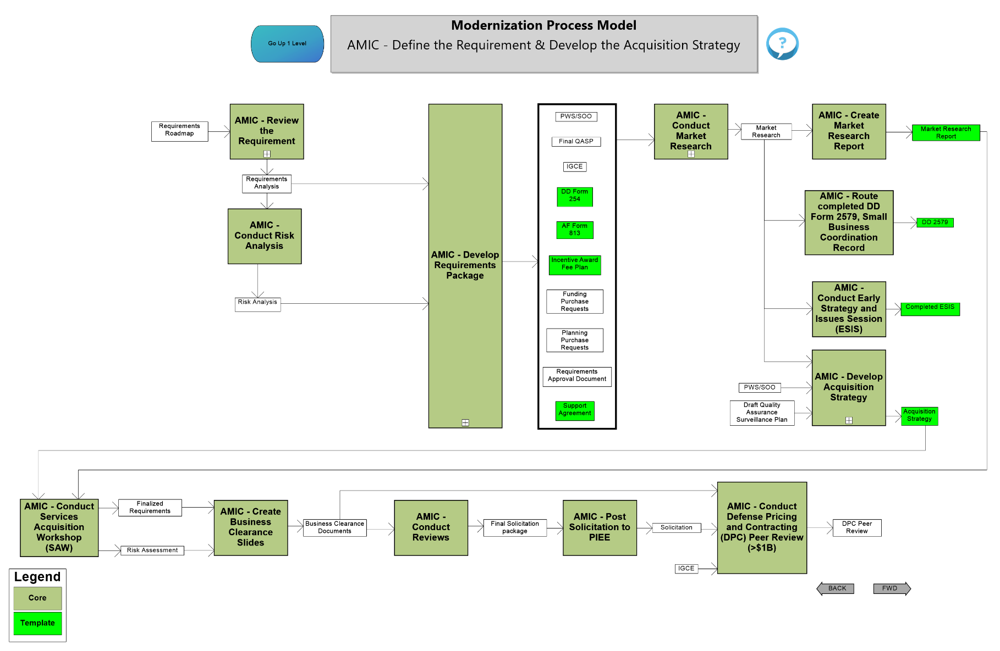 Modernization Process Model
AMIC - Define the Requirement & Develop the Acquisition Strategy
Go Up 1 Level
?
Requirements
Roadmap
AMIC - Review
the
Requirement
Requirements
Analysis
AMIC -
Conduct Risk
Analysis
Risk Analysis
AMIC - Develop
Requirements
Package
PWS/SOO
Final QASP
IGCE
DD Form
254
AF Form
813
Incentive Award
Fee Plan
Funding
Purchase
Requests
Planning
Purchase
Requests
Requirements
Approval Document
Support
Agreement
AMIC -
Conduct
Market
Research
Market
Research
AMIC - Create
Market
Research
Report
Market Research
Report
AMIC - Route
completed DD
Form 2579, Small
Business
Coordination
Record
DD 2579
AMIC -
Conduct Early
Strategy and
Issues Session
(ESIS)
Completed ESIS
AMIC - Develop
Acquisition
Strategy
PWS/SOO
Draft Quality
Assurance
Surveillance Plan
Acquisition
Strategy
AMIC - Conduct
Services
Acquisition
Workshop
(SAW)
Finalized
Requirements
Risk Assessment
AMIC - Create
Business
Clearance
Slides
Business Clearance
Documents
AMIC -
Conduct
Reviews
Final Solicitation
package
AMIC - Post
Solicitation to
PIEE
Solicitation
IGCE
AMIC - Conduct
Defense Pricing
and Contracting
(DPC) Peer Review
(>$1B)
DPC Peer
Review
Legend
Core
Template
BACK
FWD